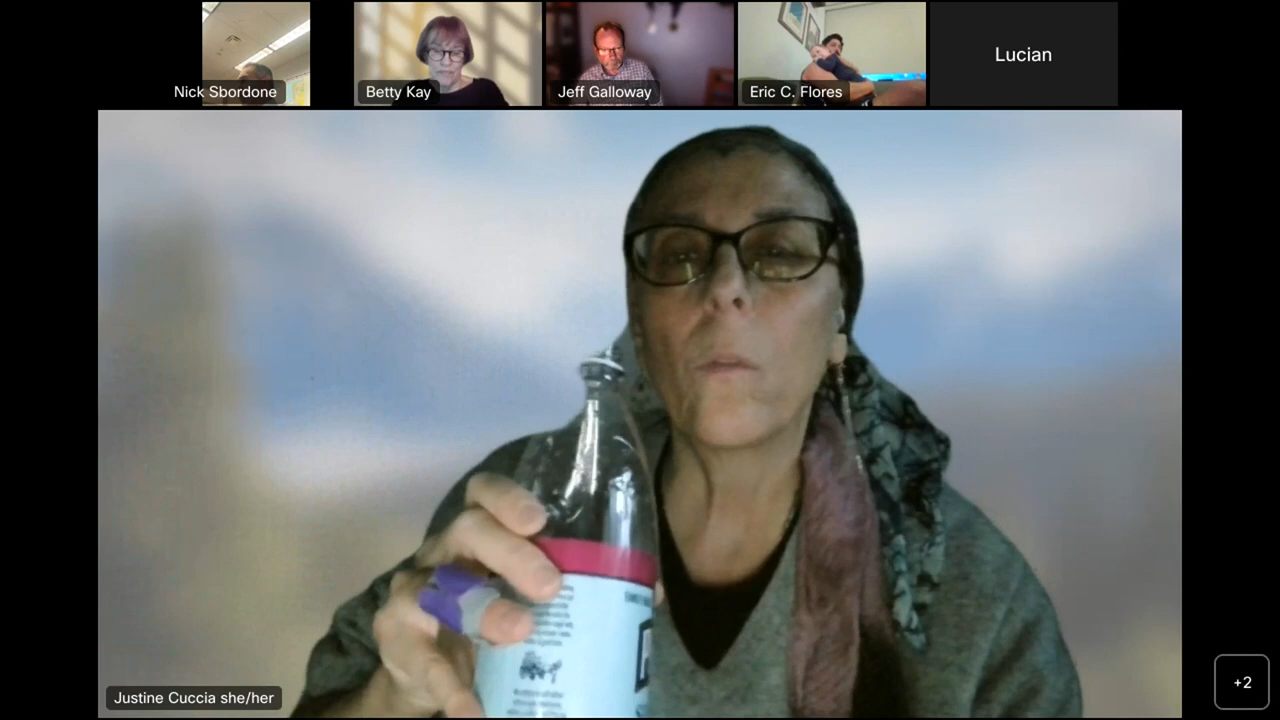 Nick Sbordone
Betty Kay
Jeff Galloway
Eric C. Flores
Lucian
Justine Cuccia she/her
+2